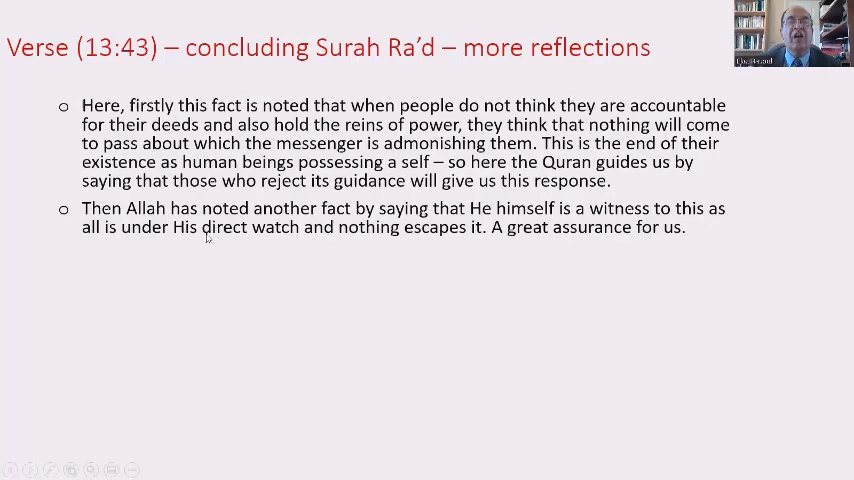 Verse (13:43) – concluding Surah Ra’d – more reflections
o Here, firstly this fact is noted that when people do not think they are accountable
for their deeds and also hold the reins of power, they think that nothing will come
to pass about which the messenger is admonishing them. This is the end of their
existence as human beings possessing a self – so here the Quran guides us by
saying that those who reject its guidance will give us this response.
o Then Allah has noted another fact by saying that He himself is a witness to this as
all is under His direct watch and nothing escapes it. A great assurance for us.